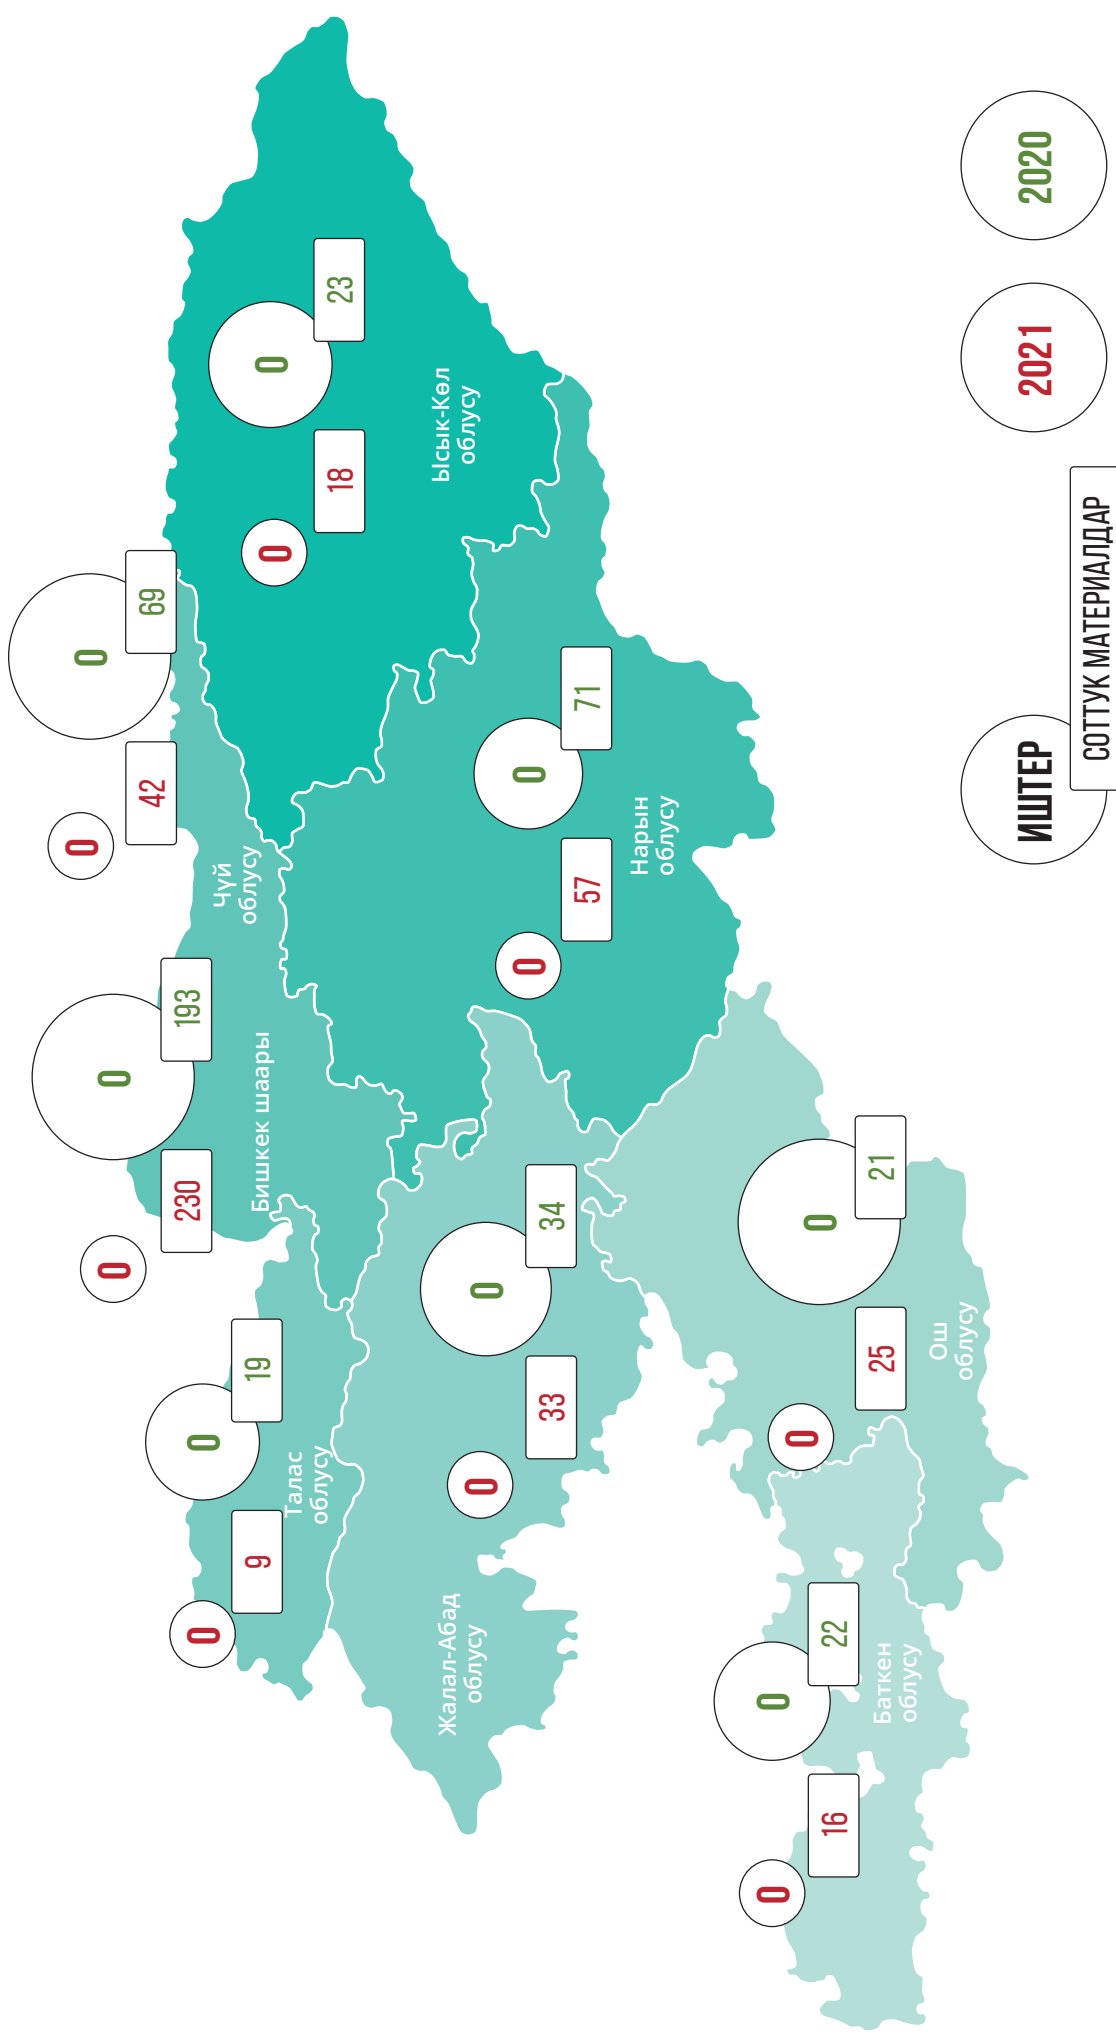 0
9
0
19
Талас
облусу
0
230
0
193
Бишкек шаары
0
42
0
69
Чүй
облусу
0
18
0
23
Ысык-Көл
облусу
0
33
0
34
Жалал-Абад
облусу
0
57
0
71
Нарын
облусу
0
16
0
22
Баткен
облусу
0
25
0
21
Ош
облусу
ИШТЕР
СОТТУК МАТЕРИАЛДАР
2021
2020